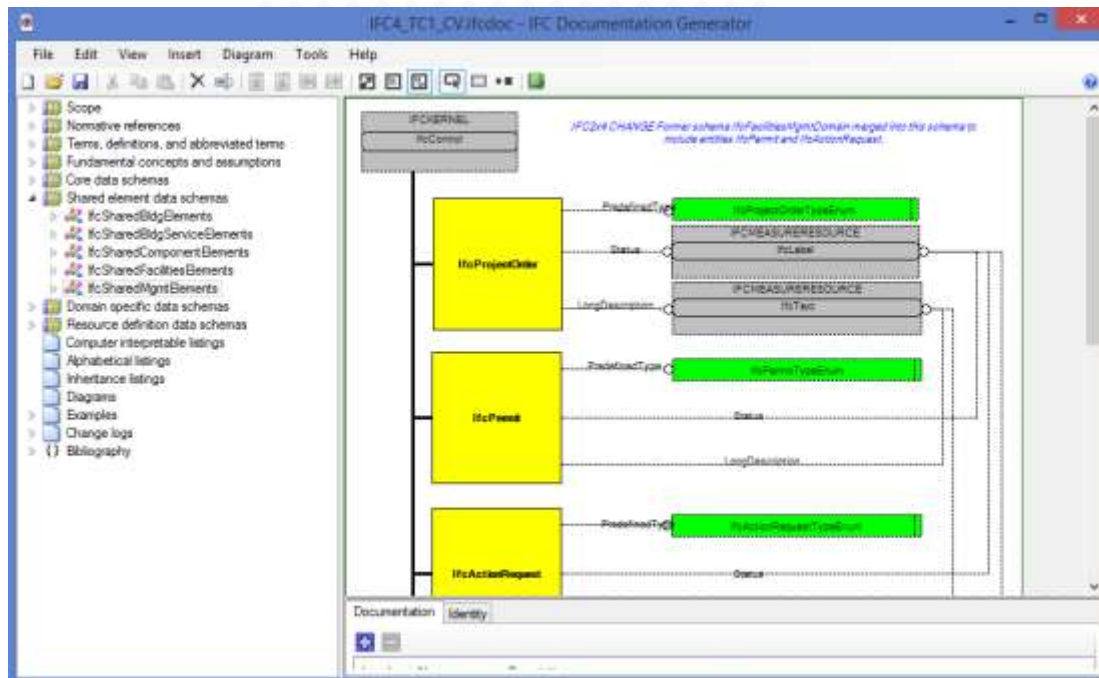 IFC4_TC1_CV.ifcdoc - IFC Documentation Generator
File Edit View Insert Diagram Tools Help
Scope
Normative references
Terms, definitions, and abbreviated terms
Fundamental concepts and assumptions
Core data schemas
Shared element data schemas
IfcSharedBldgElements
IfcSharedBldgServiceElements
IfcSharedComponentElements
IfcSharedFacilitiesElements
IfcSharedMgmtElements
Domain specific data schemas
Resource definition data schemas
Computer interpretable listings
Alphabetical listings
Inheritance listings
Diagrams
Examples
Change logs
Bibliography
IFCKERNEL
IfcControl
IFC2x4 CHANGE Former schema IfcFacilitiesMgmtDomain merged into this schema to
include entities IfcPermit and IfcActionRequest.
IfcProjectOrder
PredefinedType
IfcProjectOrderTypeEnum
Status
IFCMEASURERESOURCE
IfcLabel
LongDescription
IFCMEASURERESOURCE
IfcText
IfcPermit
PredefinedType
IfcPermitTypeEnum
Status
LongDescription
IfcActionRequest
PredefinedType
IfcActionRequestTypeEnum
Status
Documentation Identity